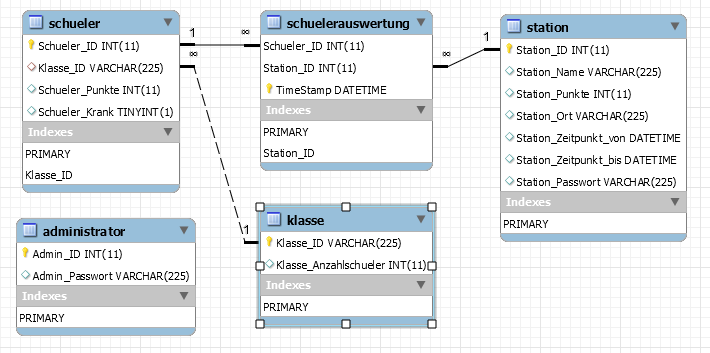 schueler
Schueler_ID INT(11)
Klasse_ID VARCHAR(225)
Schueler_Punkte INT(11)
Schueler_Krank TINYINT(1)
Indexes
PRIMARY
Klasse_ID
1
∞
∞
schuelerauswertung
Schueler_ID INT(11)
Station_ID INT(11)
TimeStamp DATETIME
Indexes
PRIMARY
Station_ID
∞
1
station
Station_ID INT(11)
Station_Name VARCHAR(225)
Station_Punkte INT(11)
Station_Ort VARCHAR(225)
Station_Zeitpunkt_von DATETIME
Station_Zeitpunkt_bis DATETIME
Station_Passwort VARCHAR(225)
Indexes
PRIMARY
administrator
Admin_ID INT(11)
Admin_Passwort VARCHAR(225)
Indexes
PRIMARY
1
klasse
Klasse_ID VARCHAR(225)
Klasse_Anzahlschueler INT(11)
Indexes
PRIMARY